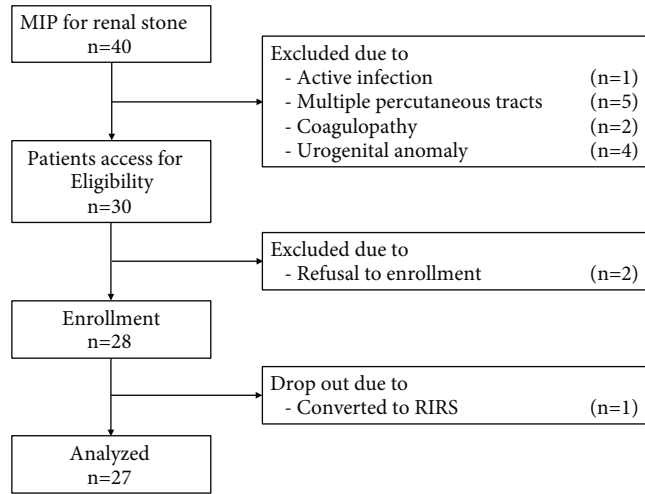 MIP for renal stone
n=40
Excluded due to
- Active infection (n=1)
- Multiple percutaneous tracts (n=5)
- Coagulopathy (n=2)
- Urogenital anomaly (n=4)
Patients access for
Eligibility
n=30
Excluded due to
- Refusal to enrollment (n=2)
Enrollment
n=28
Drop out due to
- Converted to RIRS (n=1)
Analyzed
n=27